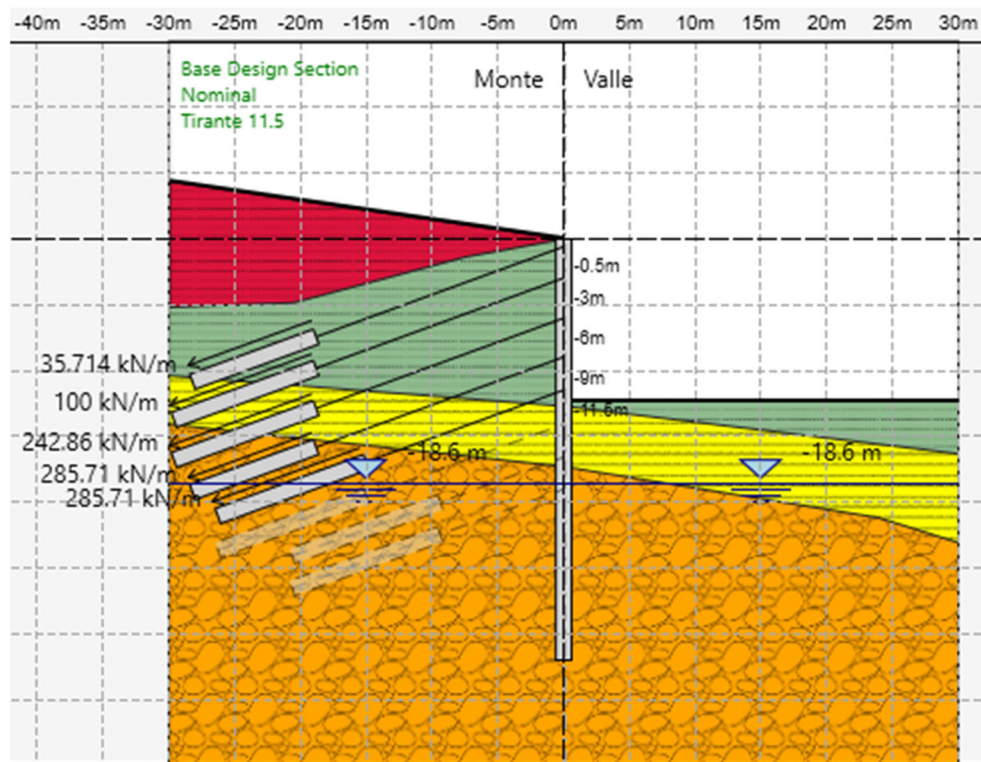 -40m -35m -30m -25m -20m -15m -10m -5m 0m 5m 10m 15m 20m 25m 30m
Base Design Section
Nominal
Tirante 11.5
Monte Valle
-0.5m
-3m
-6m
35.714 kN/m
-9m
100 kN/m
-11.6m
242.86 kN/m
-18.6 m
-18.6 m
285.71 kN/m
285.71 kN/m